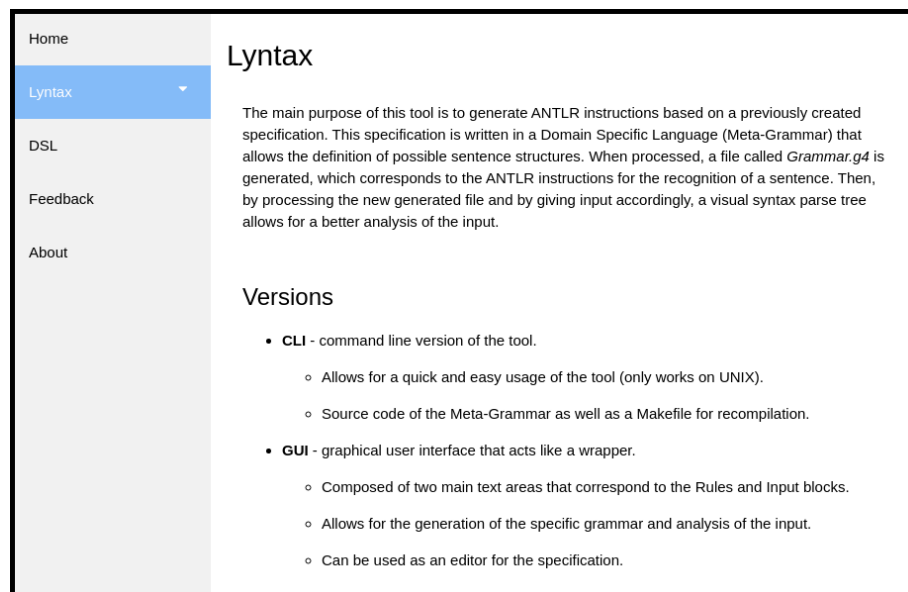 Home
Lyntax
DSL
Feedback
About
Lyntax
The main purpose of this tool is to generate ANTLR instructions based on a previously created
specification. This specification is written in a Domain Specific Language (Meta-Grammar) that
allows the definition of possible sentence structures. When processed, a file called Grammar.g4 is
generated, which corresponds to the ANTLR instructions for the recognition of a sentence. Then,
by processing the new generated file and by giving input accordingly, a visual syntax parse tree
allows for a better analysis of the input.
Versions
• CLI - command line version of the tool.
◦ Allows for a quick and easy usage of the tool (only works on UNIX).
◦ Source code of the Meta-Grammar as well as a Makefile for recompilation.
• GUI - graphical user interface that acts like a wrapper.
◦ Composed of two main text areas that correspond to the Rules and Input blocks.
◦ Allows for the generation of the specific grammar and analysis of the input.
◦ Can be used as an editor for the specification.